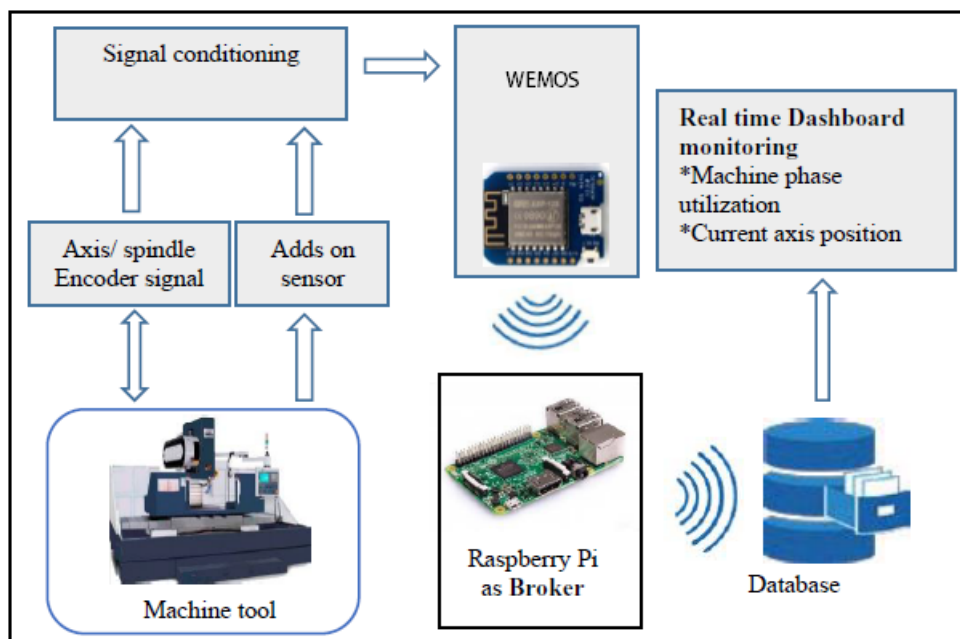 Signal conditioning
WEMOS
Real time Dashboard
monitoring
*Machine phase
utilization
*Current axis position
Axis/ spindle
Encoder signal
Adds on
sensor
Machine tool
Raspberry Pi
as Broker
Database